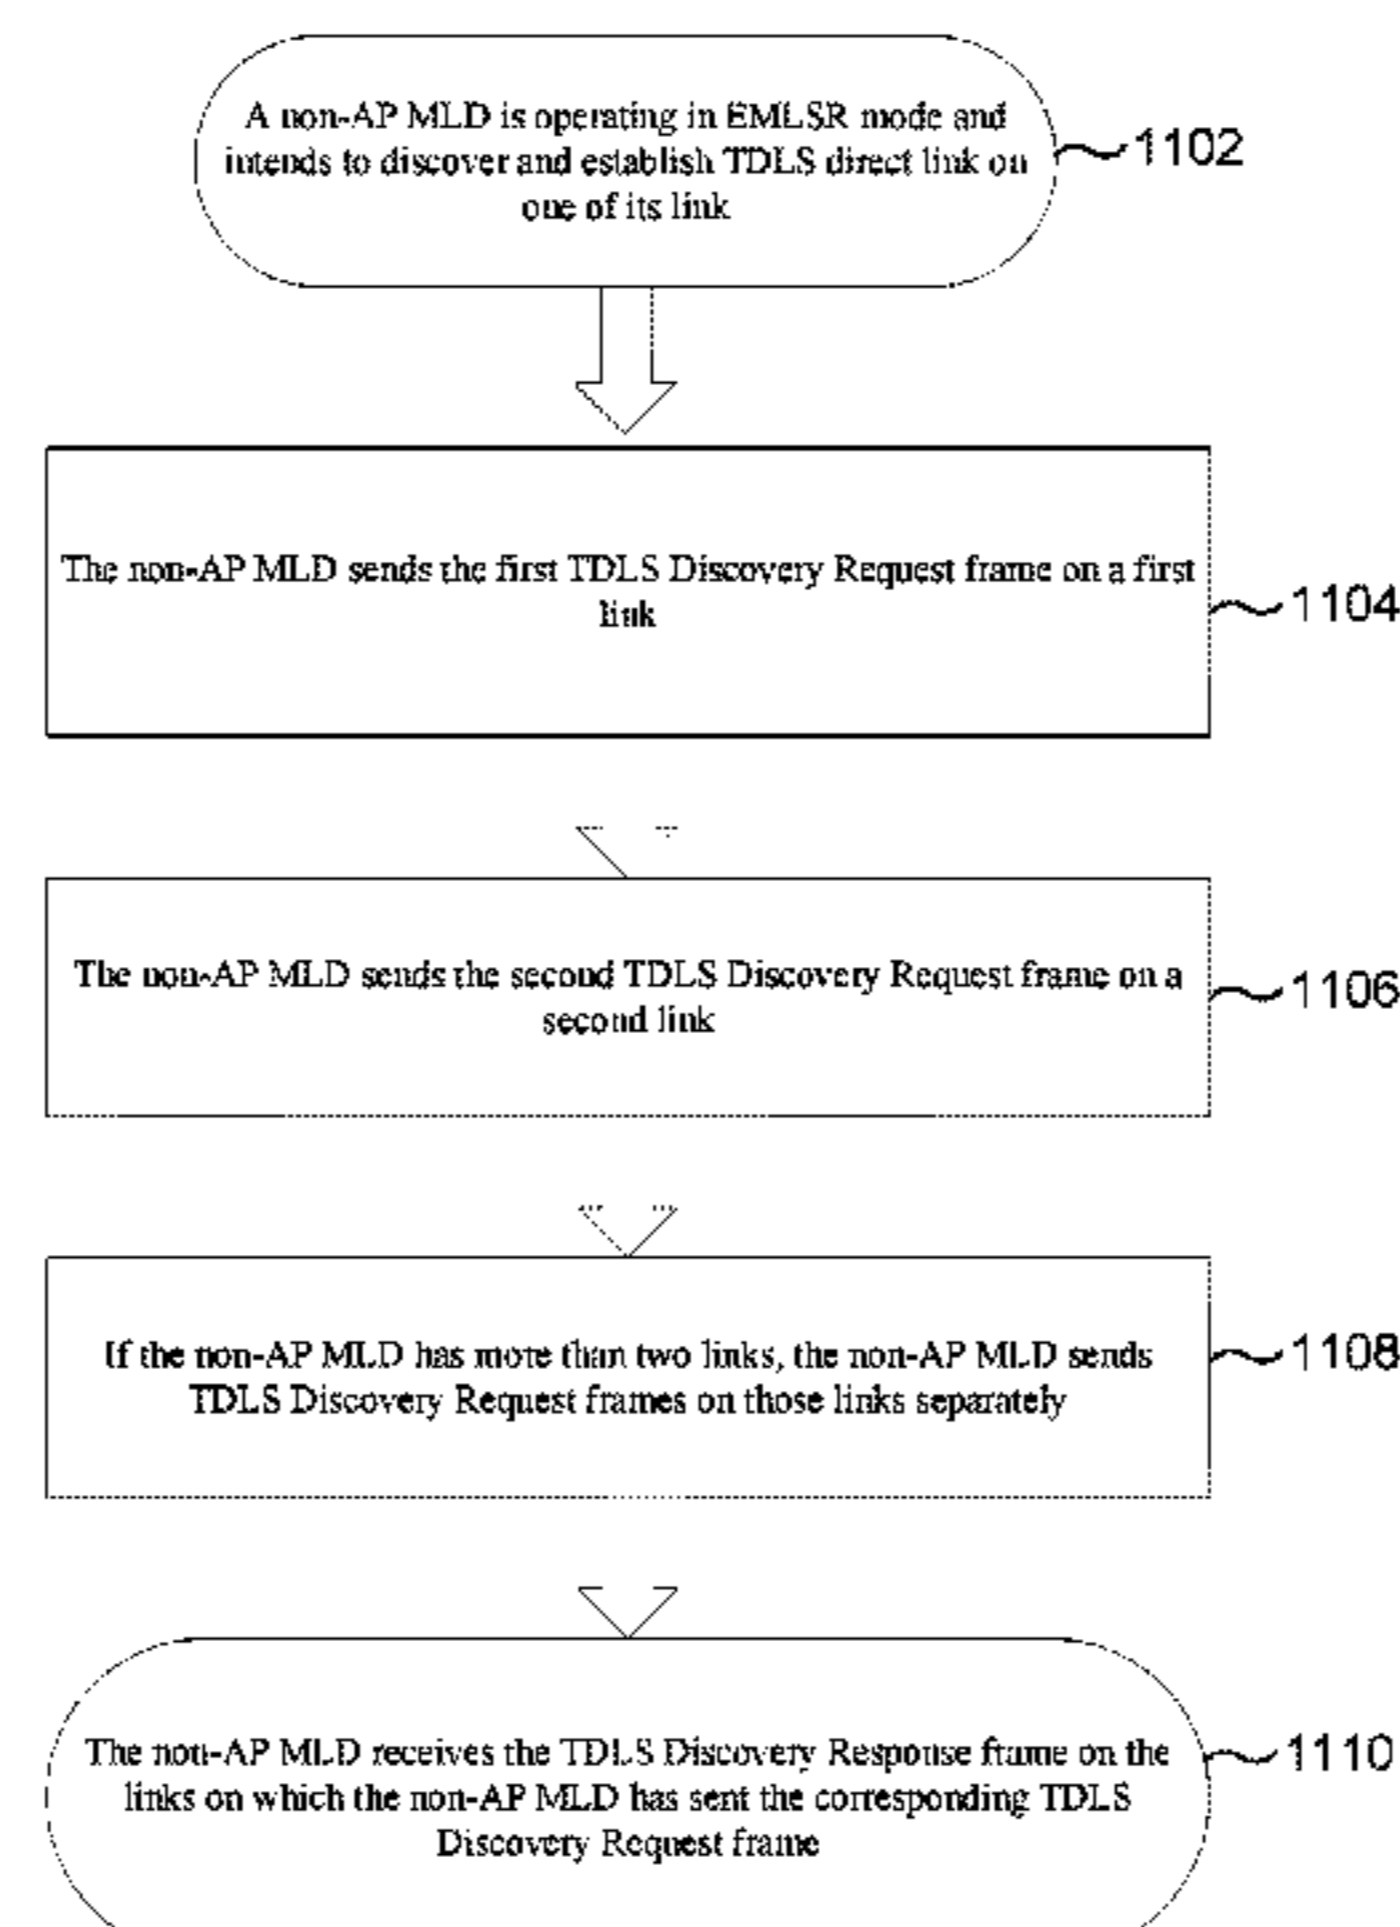 A non-AP MLD is operating in EMLSR mode and
intends to discover and establish TDLS direct link on
one of its link
1102
The non-AP MLD sends the first TDLS Discovery Request frame on a first
link
1104
The non-AP MLD sends the second TDLS Discovery Request frame on a
second link
1106
If the non-AP MLD has more than two links, the non-AP MLD sends
TDLS Discovery Request frames on those links separately
1108
The non-AP MLD receives the TDLS Discovery Response frame on the
links on which the non-AP MLD has sent the corresponding TDLS
Discovery Request frame
1110